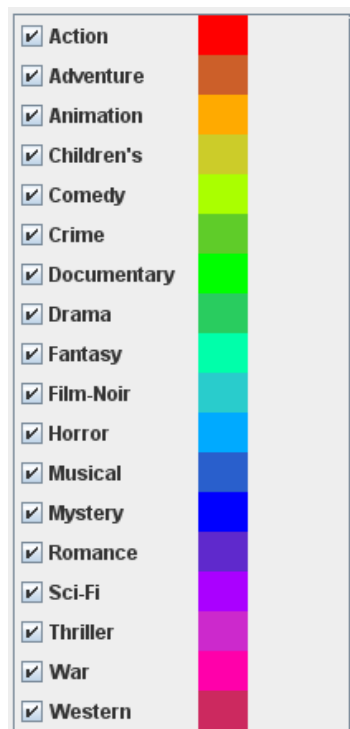 Action
Adventure
Animation
Children's
Comedy
Crime
Documentary
Drama
Fantasy
Film-Noir
Horror
Musical
Mystery
Romance
Sci-Fi
Thriller
War
Western